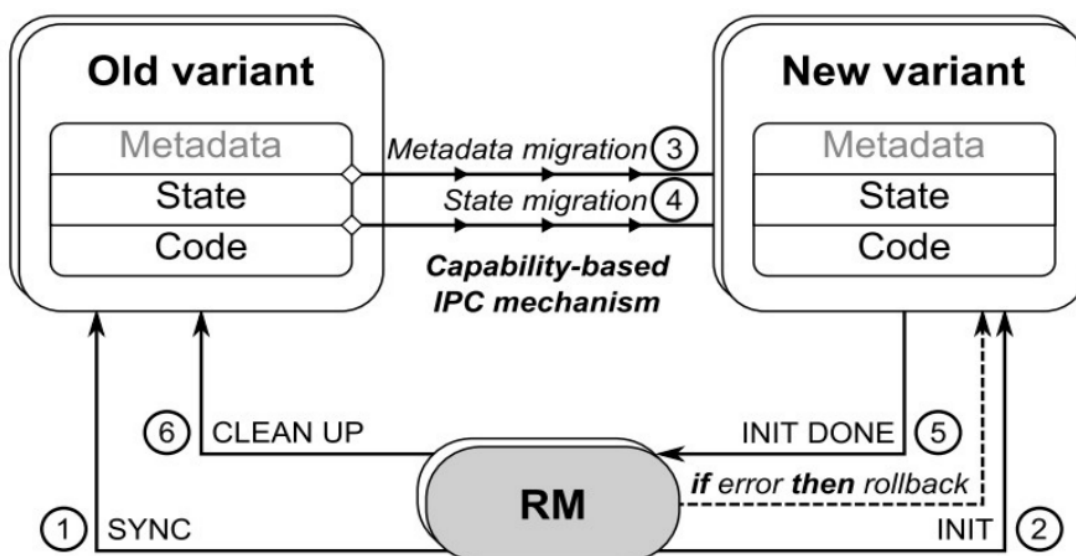 Old variant
New variant
Metadata
State
Code
Metadata migration 3
State migration 4
Capability-based
IPC mechanism
Metadata
State
Code
6 CLEAN UP
INIT DONE 5
RM
if error then rollback
1 SYNC
INIT 2